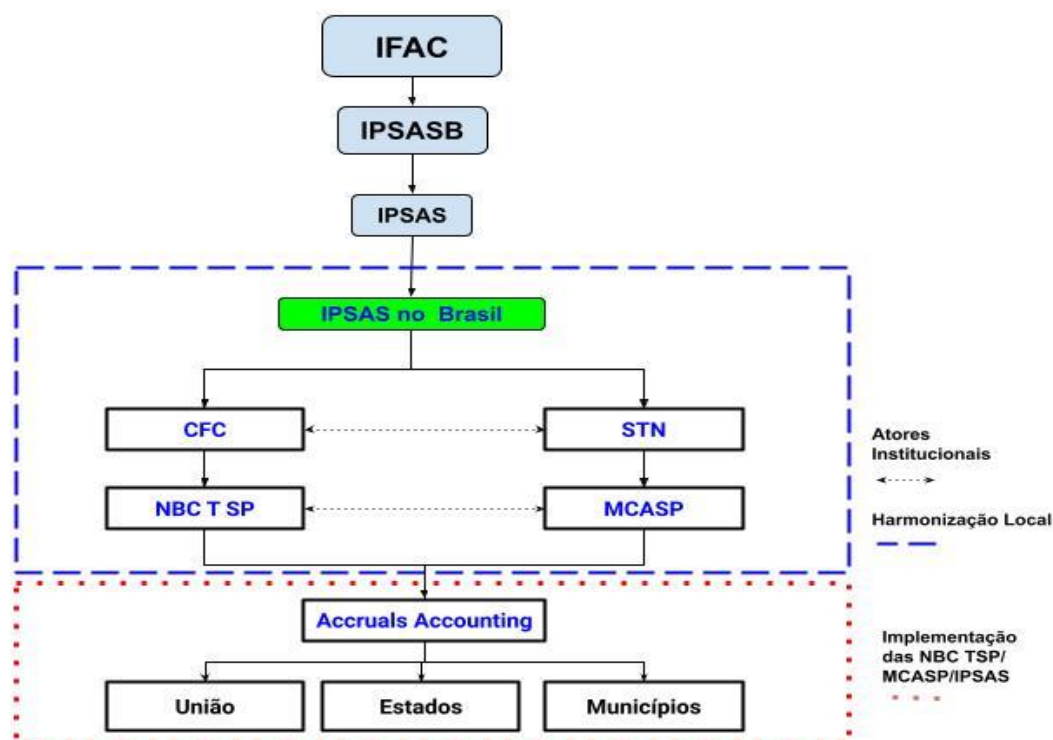 IFAC
IPSASB
IPSAS
IPSAS no Brasil
CFC
STN
NBC T SP
MCASP
Accruals Accounting
União
Estados
Municípios
Atores
Institucionais
Harmonização Local
Implementação
das NBC TSP/
MCASP/IPSAS